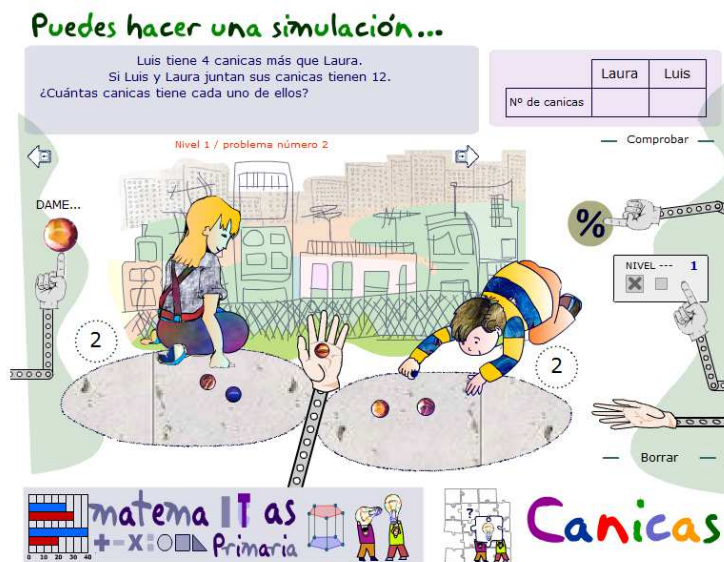 Puedes hacer una simulación...
Luis tiene 4 canicas más que Laura.
Si Luis y Laura juntan sus canicas tienen 12.
¿Cuántas canicas tiene cada uno de ellos?
Laura Luis
Nº de canicas
Nivel 1 / problema número 2
Comprobar
DAME...
%
NIVEL --- 1
2
2
Borrar
matema ITas
+ - x :
Primaria
0 10 20 30 40
?
Canicas